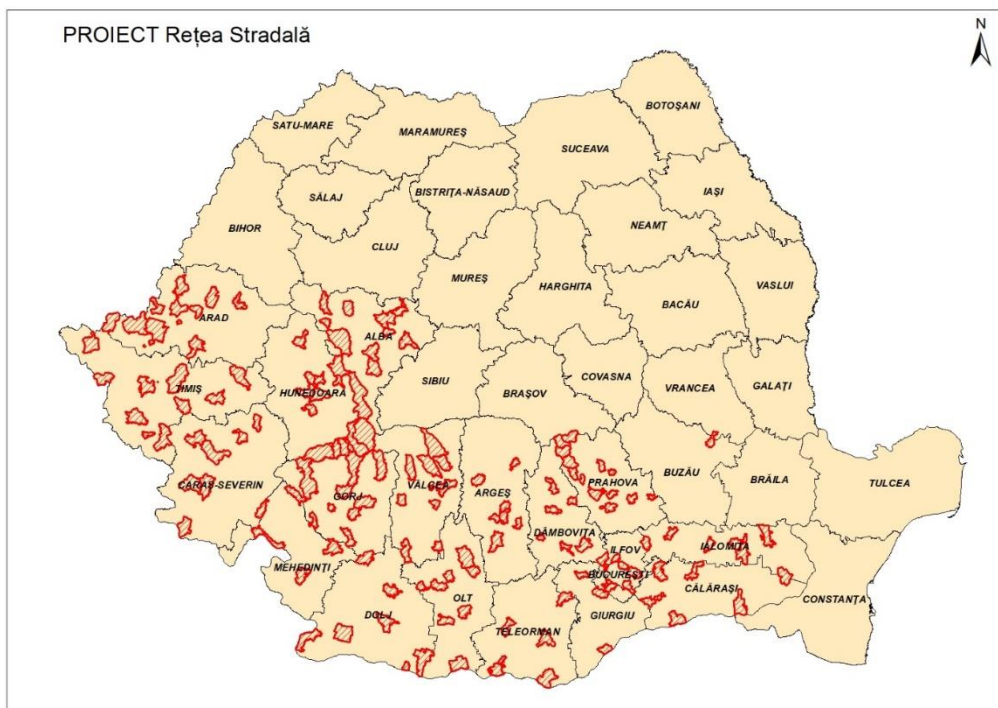 PROIECT Rețea Stradală
N
BOTOȘANI
SATU-MARE
MARAMUREȘ
SUCEAVA
IAȘI
BISTRIȚA-NĂSAUD
SĂLAJ
NEAMȚ
BIHOR
CLUJ
MUREȘ
HARGHITA
VASLUI
BACĂU
ARAD
ALBA
COVASNA
SIBIU
BRAȘOV
VRANCEA
GALAȚI
TIMIȘ
HUNEDOARA
CARAȘ-SEVERIN
GORJ
VÂLCEA
ARGEȘ
PRAHOVA
BUZĂU
BRĂILA
TULCEA
DÂMBOVIȚA
ILFOV
IALOMIȚA
MEHEDINȚI
BUCUREȘTI
CĂLĂRAȘI
CONSTANȚA
OLT
DOLJ
GIURGIU
TELEORMAN